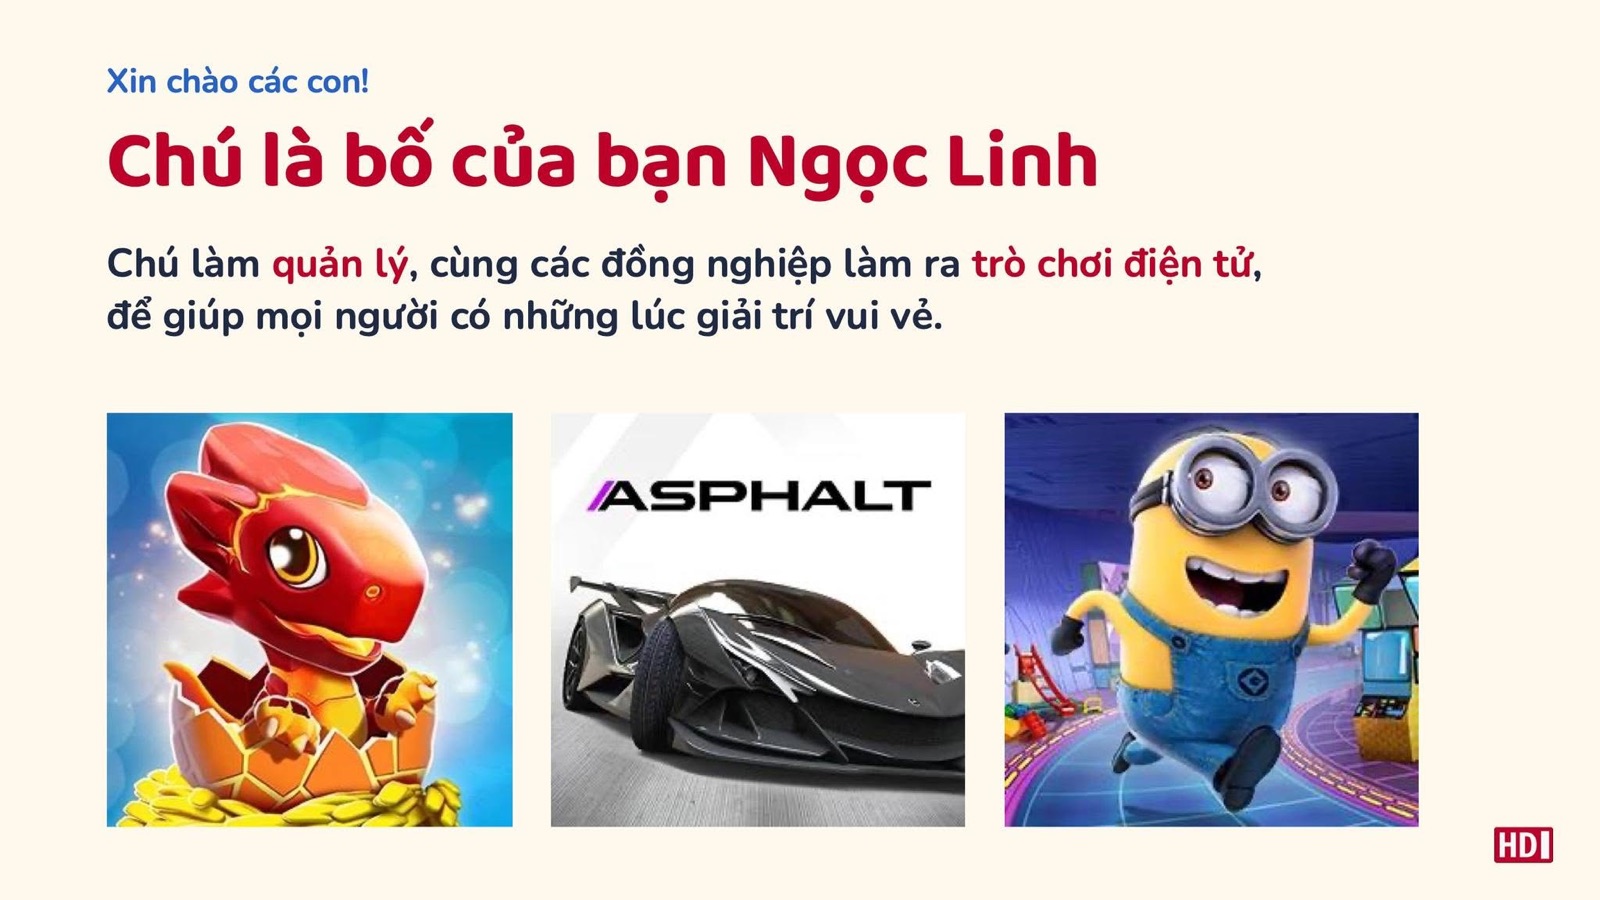 Xin chào các con!
Chú là bố của bạn Ngọc Linh
Chú làm quản lý, cùng các đồng nghiệp làm ra trò chơi điện tử,
để giúp mọi người có những lúc giải trí vui vẻ.
ASPHALT
HDI